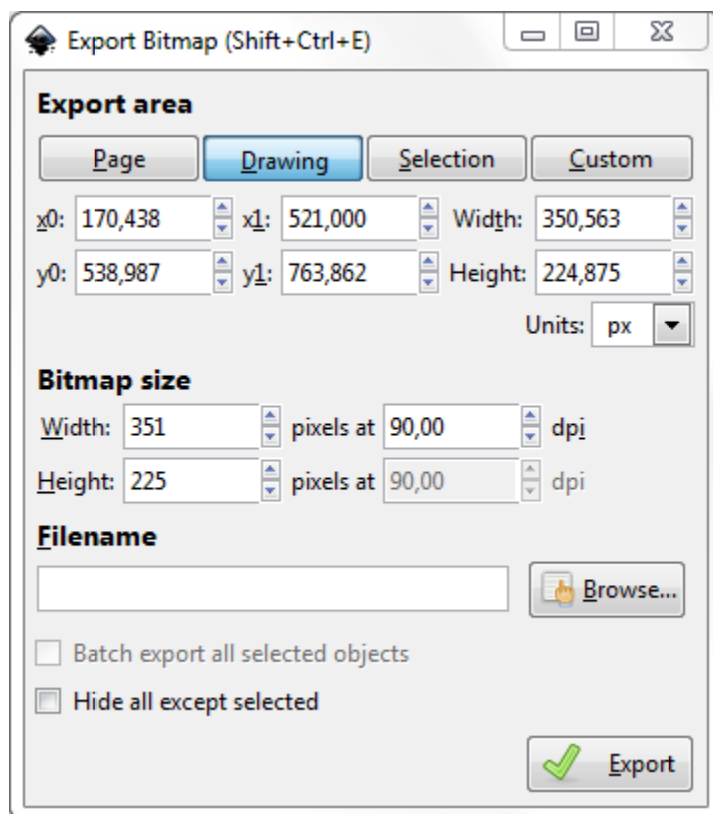 Export Bitmap (Shift+Ctrl+E)
Export area
Page Drawing Selection Custom
x0: 170,438 x1: 521,000 Width: 350,563
y0: 538,987 y1: 763,862 Height: 224,875
Units: px
Bitmap size
Width: 351 pixels at 90,00 dpi
Height: 225 pixels at 90,00 dpi
Filename
Browse...
Batch export all selected objects
Hide all except selected
Export